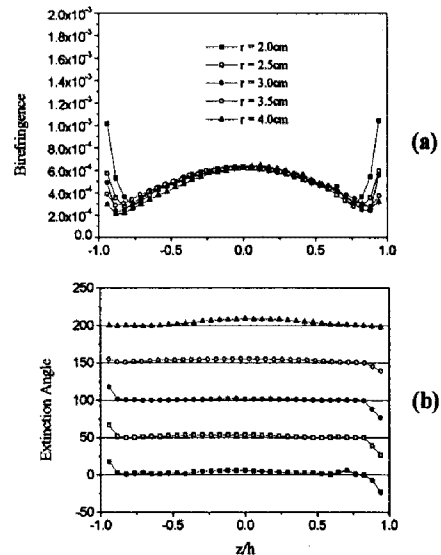 2.0x10⁻³
1.8x10⁻³
1.6x10⁻³
1.4x10⁻³
1.2x10⁻³
1.0x10⁻³
8.0x10⁻⁴
6.0x10⁻⁴
4.0x10⁻⁴
2.0x10⁻⁴
0.0
Birefringence
r = 2.0cm
r = 2.5cm
r = 3.0cm
r = 3.5cm
r = 4.0cm
(a)
-1.0 -0.5 0.0 0.5 1.0
250
200
150
100
50
0
-50
Extinction Angle
(b)
-1.0 -0.5 0.0 0.5 1.0
z/h